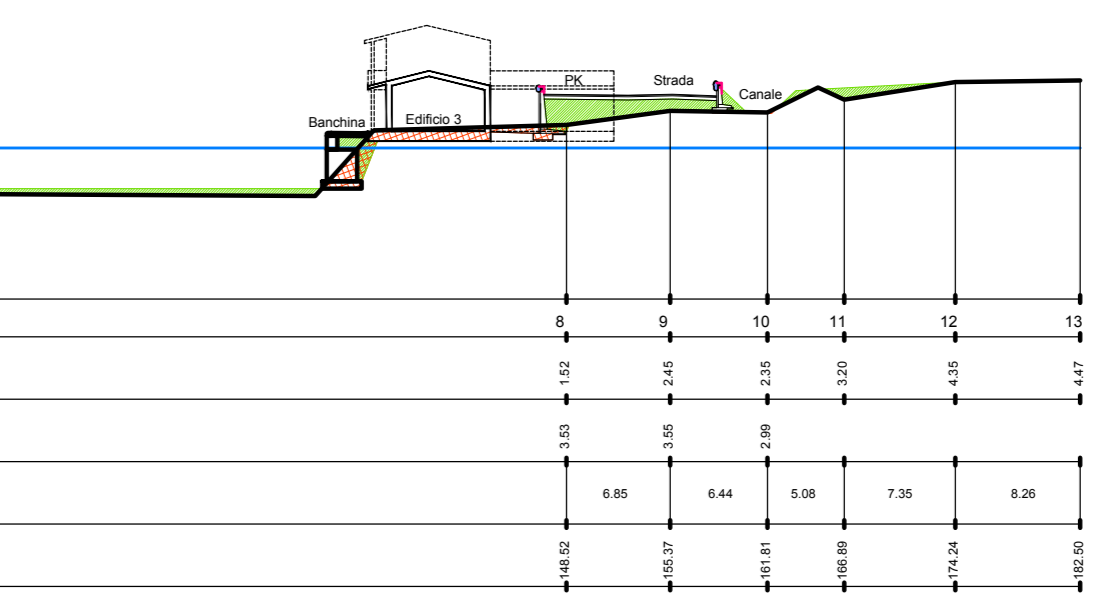 PK
Strada
Canale
Banchina
Edificio 3
8 9 10 11 12 13
1.52 2.45 2.35 3.20 4.35 4.47
3.53 3.55 2.99
6.85 6.44 5.08 7.35 8.26
148.52 155.37 161.81 166.89 174.24 182.50